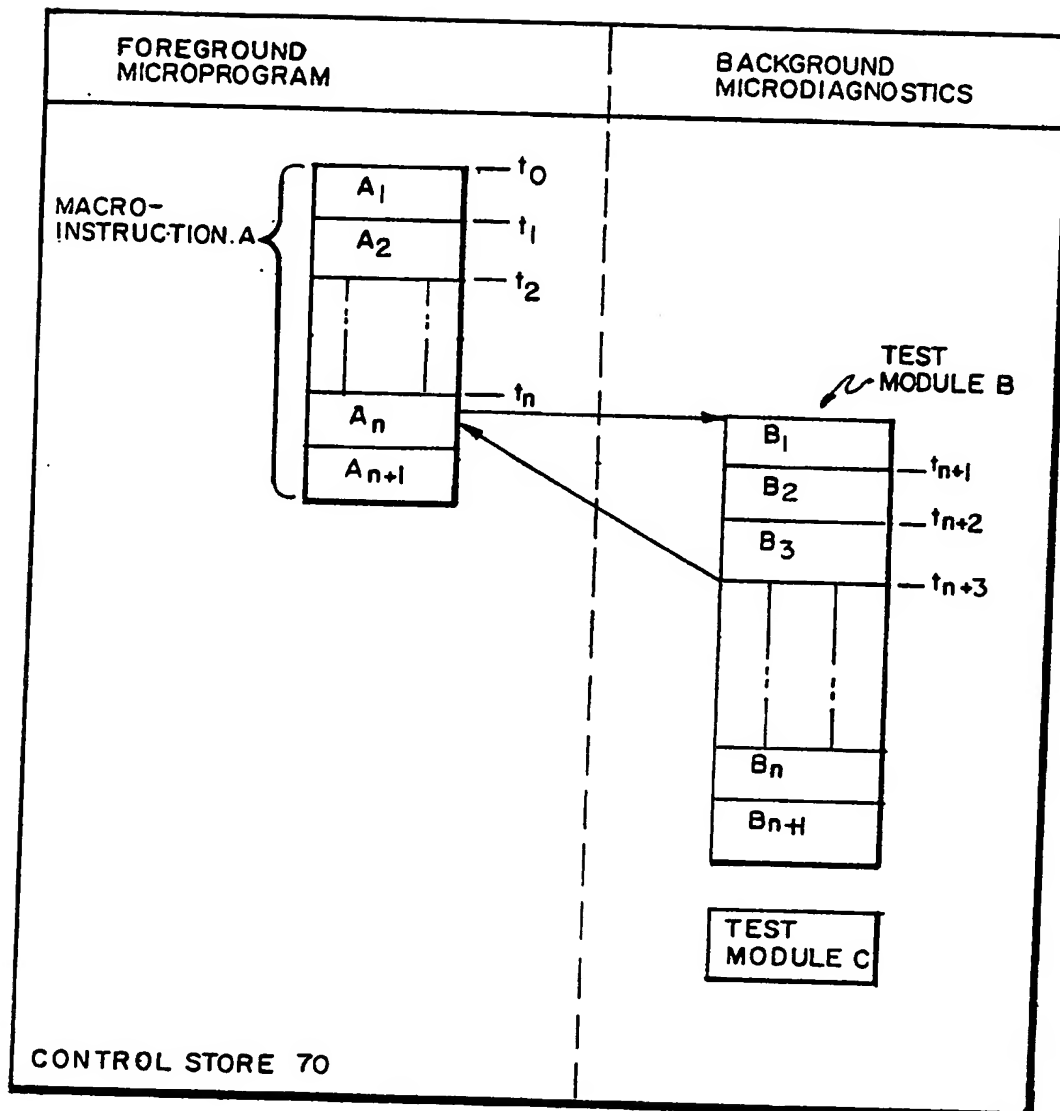 FOREGROUND
MICROPROGRAM
BACKGROUND
MICRODIAGNOSTICS
MACRO-
INSTRUCTION.A
A1
A2
An
An+1
t0
t1
t2
tn
TEST
MODULE B
B1
B2
B3
Bn
Bn+1
tn+1
tn+2
tn+3
TEST
MODULE C
CONTROL STORE 70